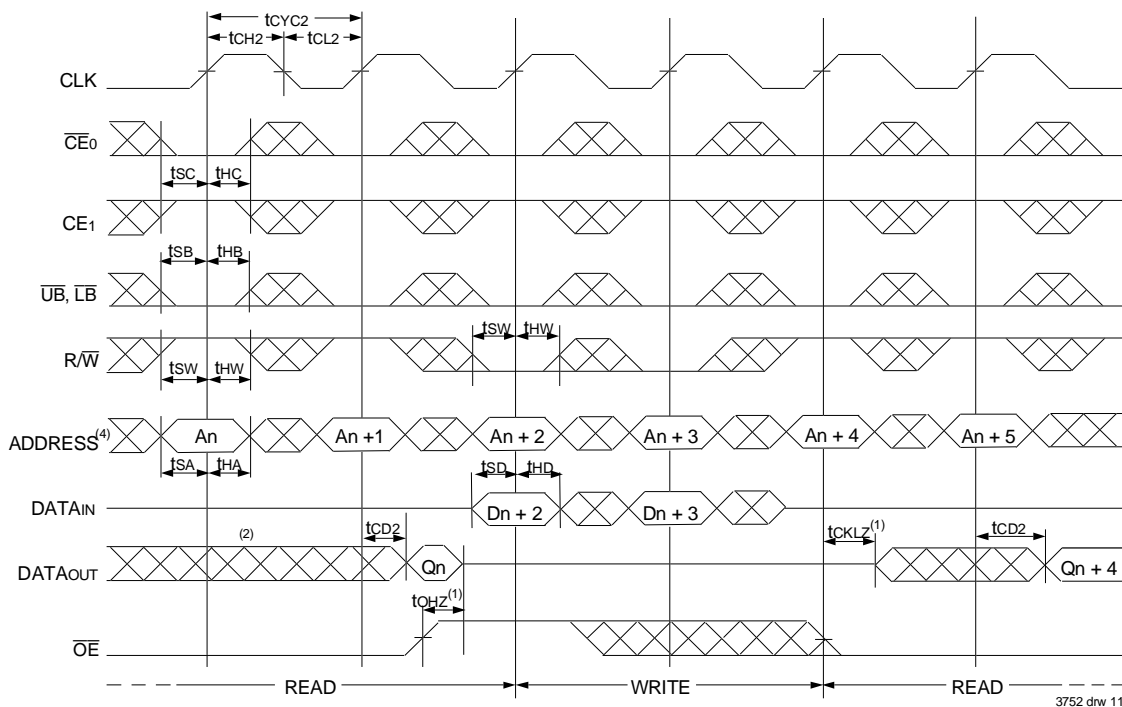 tCYC2
tCH2 tCL2
CLK
CE0
tSC tHC
CE1
tSB tHB
UB, LB
tSW tHW
R/W
tSW tHW
ADDRESS(4) An An +1 An + 2 An + 3 An + 4 An + 5
tSA tHA tSD tHD
DATAIN Dn + 2 Dn + 3
(2) tCD2 tCKLZ(1) tCD2
DATAOUT Qn Qn + 4
tOHZ(1)
OE
READ WRITE READ
3752 drw 11